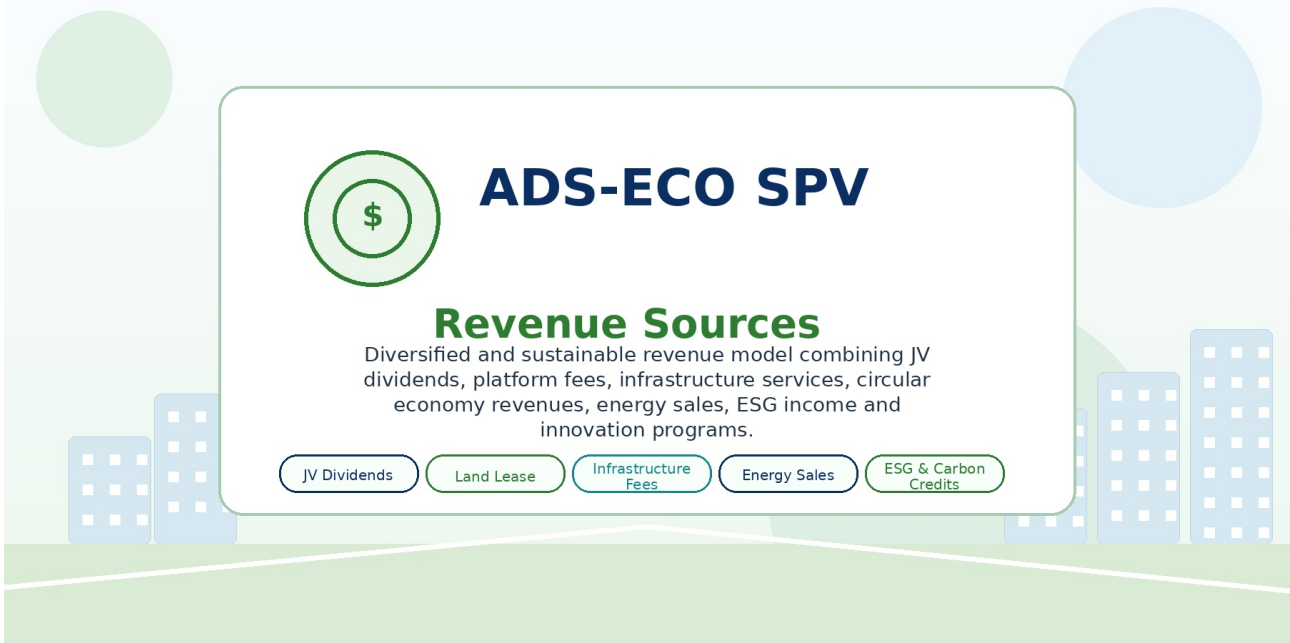 $
ADS-ECO SPV
Revenue Sources
Diversified and sustainable revenue model combining JV
dividends, platform fees, infrastructure services, circular
economy revenues, energy sales, ESG income and
innovation programs.
JV Dividends
Land Lease
Infrastructure
Fees
Energy Sales
ESG & Carbon
Credits